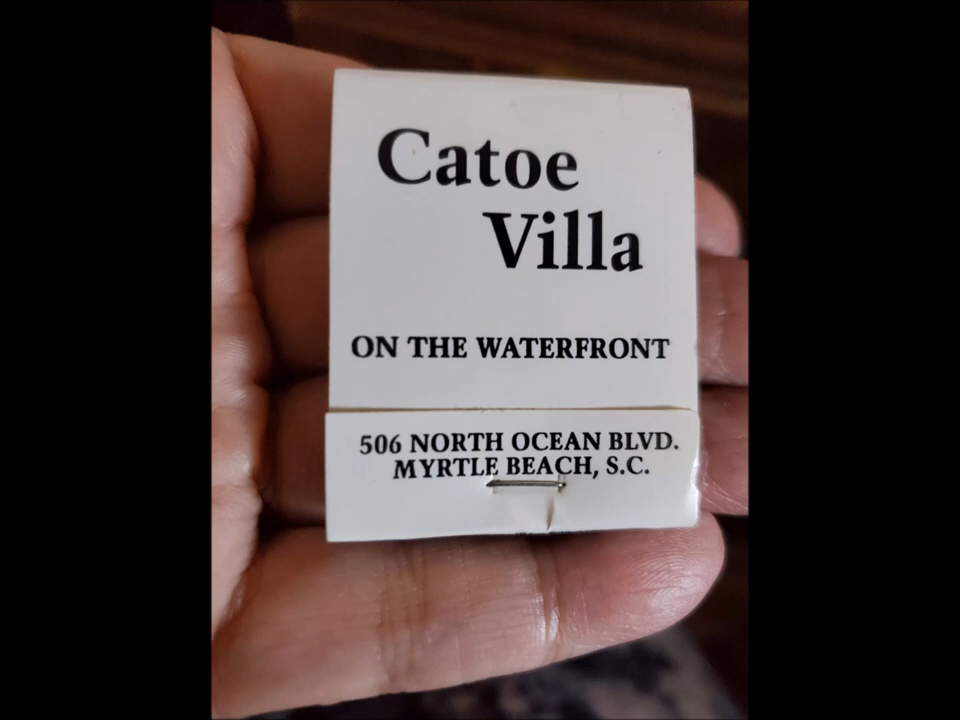 Catoe
Villa
ON THE WATERFRONT
506 NORTH OCEAN BLVD.
MYRTLE BEACH, S.C.